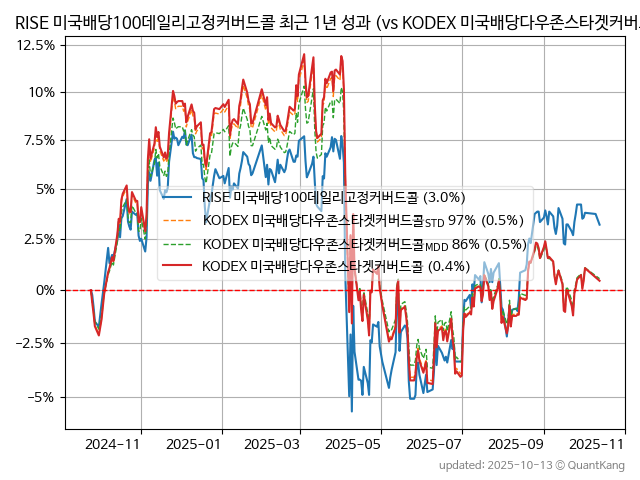 RISE 미국배당100데일리고정커버드콜 최근 1년 성과 (vs KODEX 미국배당다우존스타겟커버
12.5%
10%
7.5%
5%
2.5%
0%
−2.5%
−5%
RISE 미국배당100데일리고정커버드콜 (3.0%)
KODEX 미국배당다우존스타겟커버드콜STD 97% (0.5%)
KODEX 미국배당다우존스타겟커버드콜MDD 86% (0.5%)
KODEX 미국배당다우존스타겟커버드콜 (0.4%)
2024−11 2025−01 2025−03 2025−05 2025−07 2025−09 2025−11
updated: 2025-10-13 ⓒ QuantKang